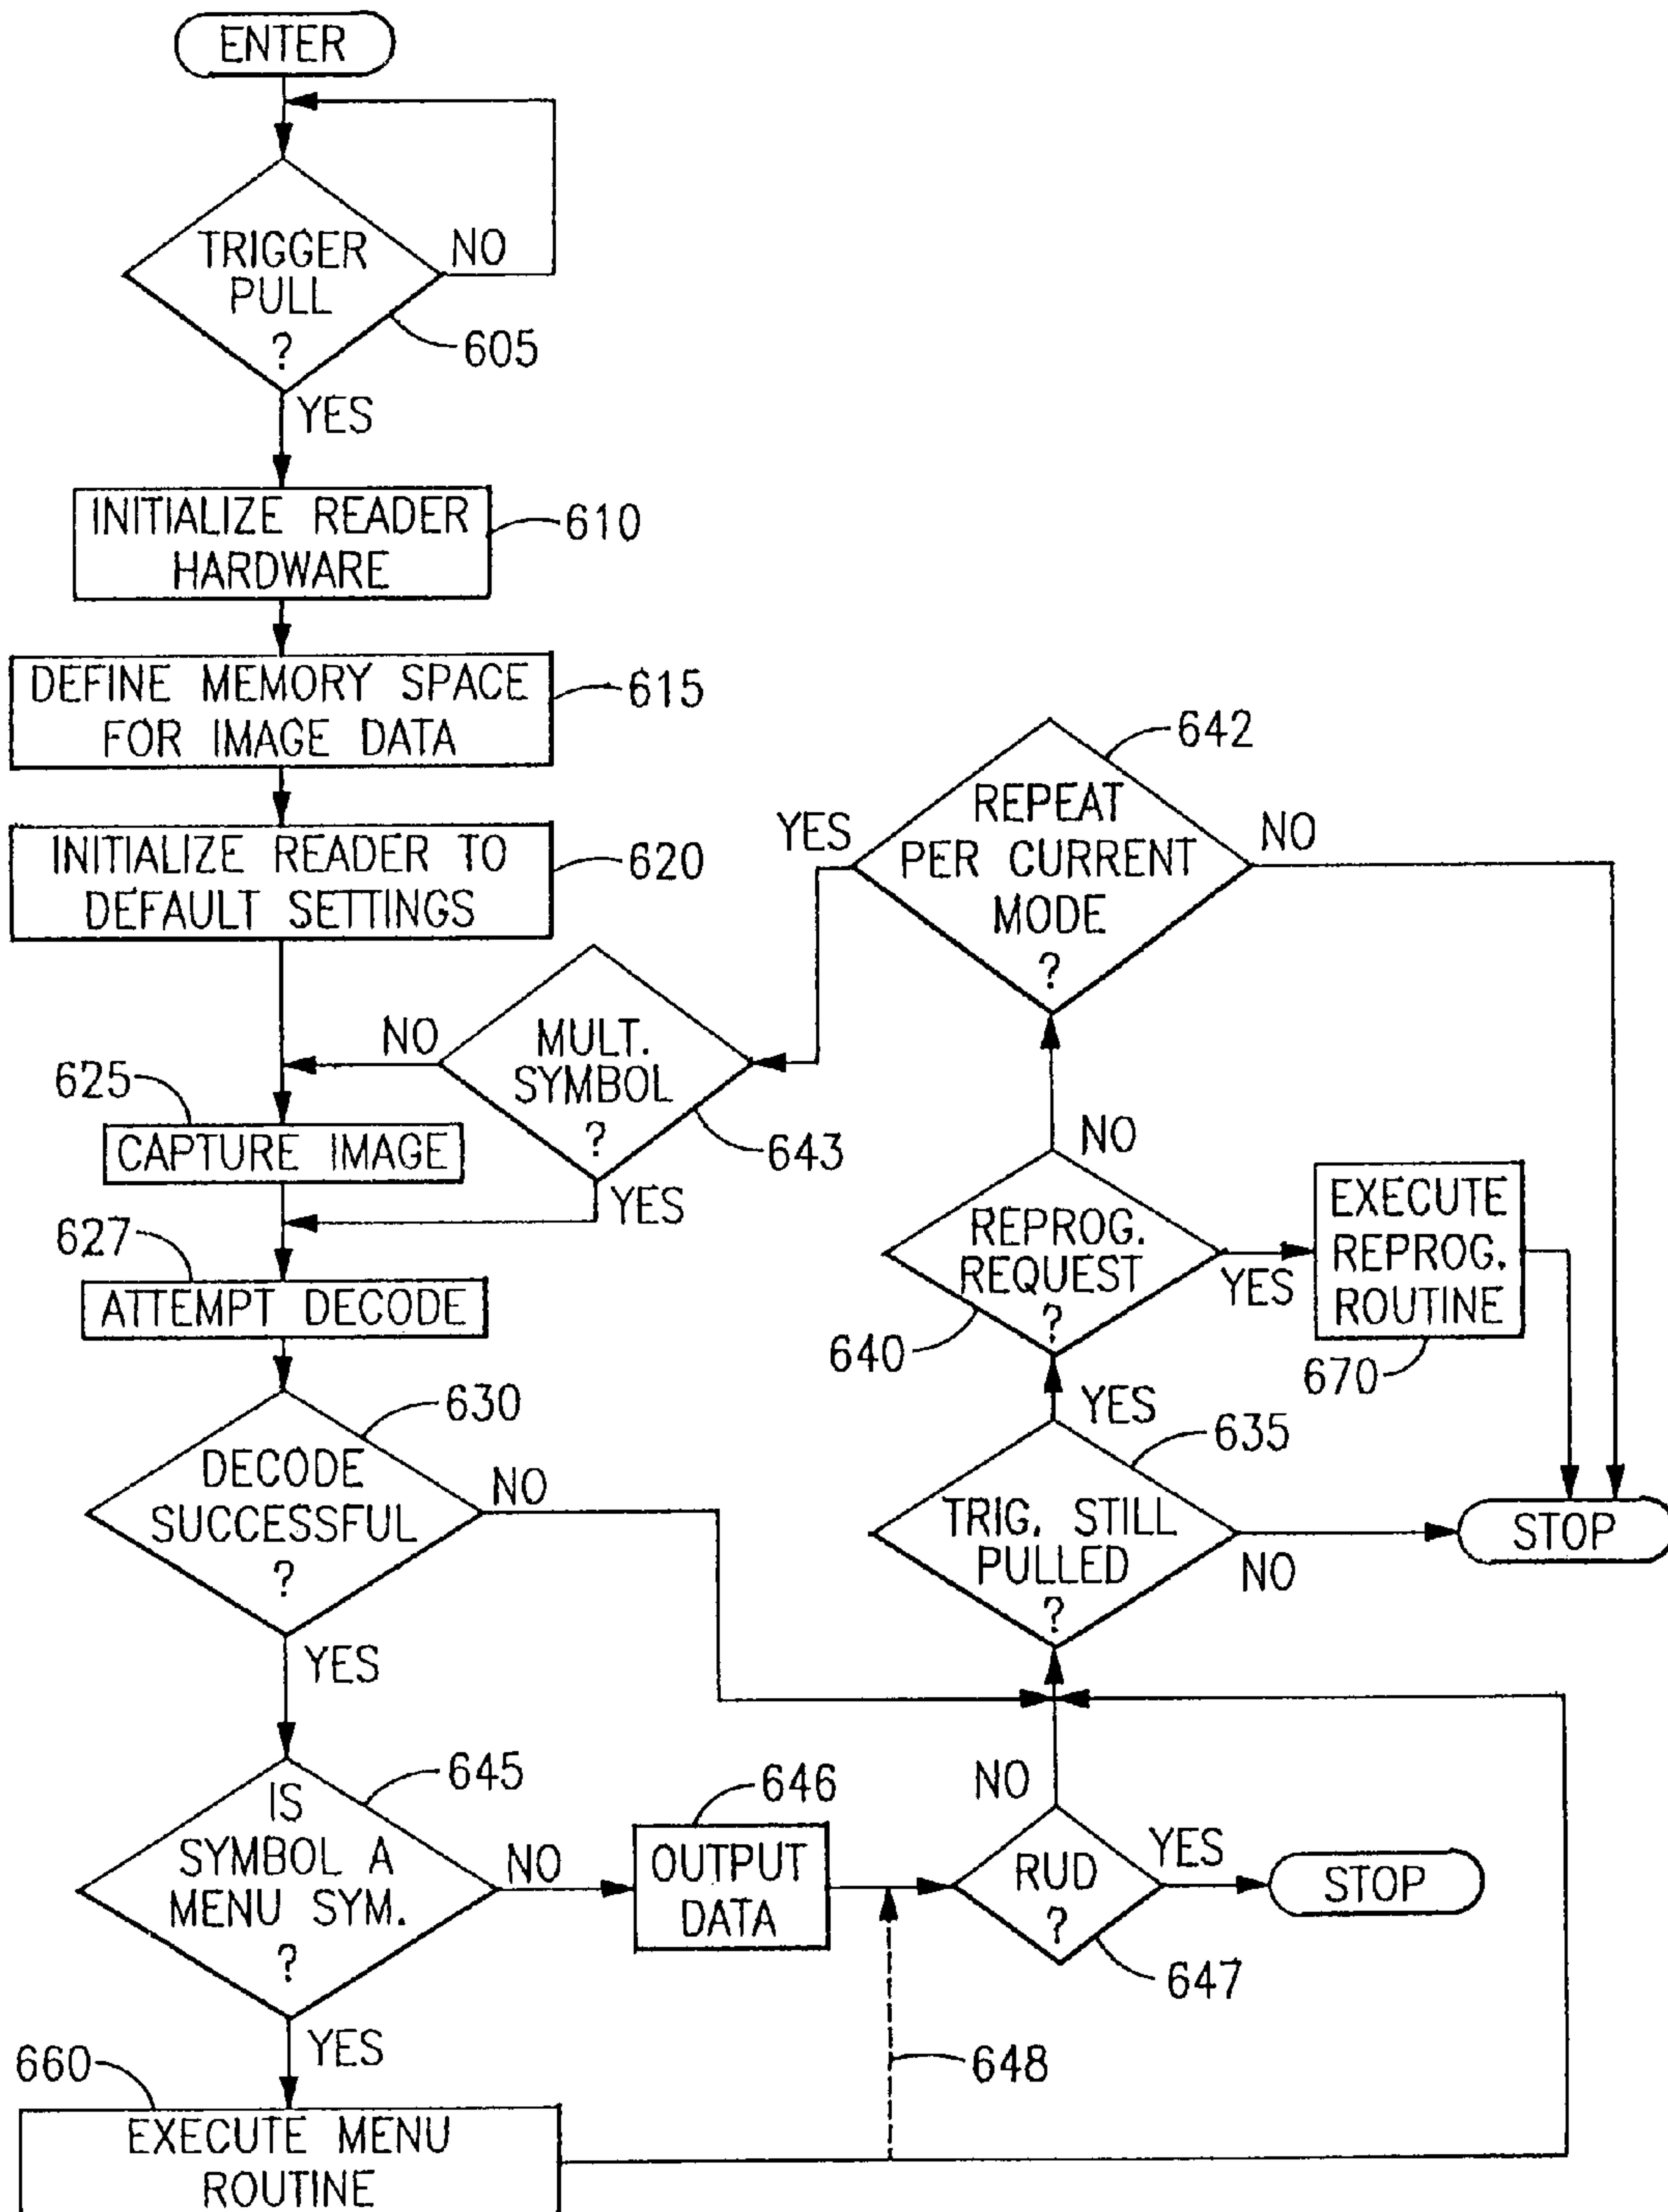 ENTER
TRIGGER
PULL
?
NO
605
YES
INITIALIZE READER
HARDWARE
610
DEFINE MEMORY SPACE
FOR IMAGE DATA
615
INITIALIZE READER TO
DEFAULT SETTINGS
620
642
REPEAT
PER CURRENT
MODE
?
YES
NO
MULT.
SYMBOL
?
NO
643
YES
625
CAPTURE IMAGE
627
ATTEMPT DECODE
NO
REPROG.
REQUEST
?
640
YES
EXECUTE
REPROG.
ROUTINE
670
630
DECODE
SUCCESSFUL
?
NO
YES
YES
635
TRIG. STILL
PULLED
?
NO
STOP
IS
SYMBOL A
MENU SYM.
?
645
NO
646
OUTPUT
DATA
NO
RUD
?
YES
STOP
647
648
YES
660
EXECUTE MENU
ROUTINE